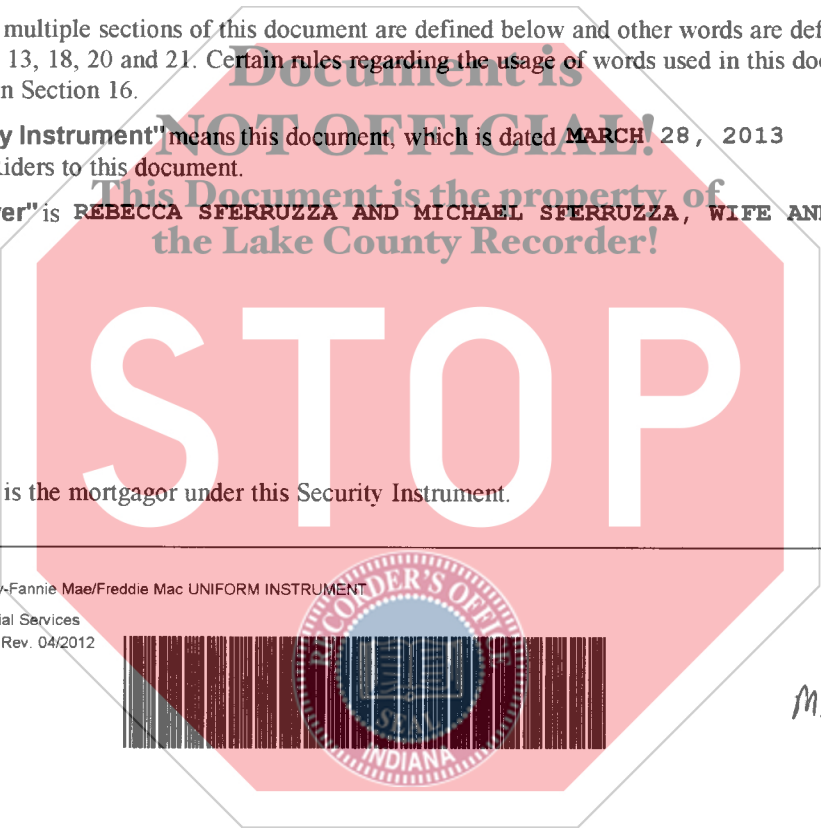 multiple sections of this document are defined below and other words are def
13, 18, 20 and 21. Certain rules regarding the usage of words used in this doc
n Section 16.
Document is
NOT OFFICIAL!
This Document is the property of
the Lake County Recorder!
y Instrument" means this document, which is dated MARCH 28, 2013
Riders to this document.
er" is REBECCA SFERRUZZA AND MICHAEL SFERRUZZA, WIFE AN
STOP
is the mortgagor under this Security Instrument.
y-Fannie Mae/Freddie Mac UNIFORM INSTRUMENT
ial Services
Rev. 04/2012
RECORDER'S OFFICE
SEAL
INDIANA
M